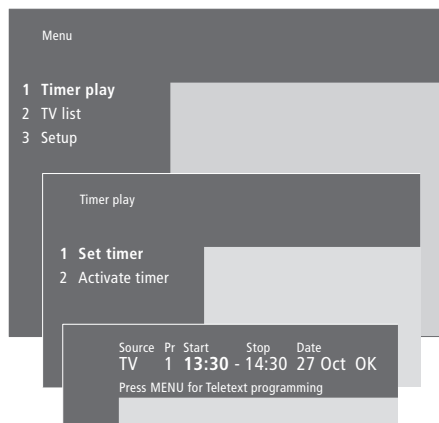 Menu
1 Timer play
2 TV list
3 Setup
Timer play
1 Set timer
2 Activate timer
Source Pr Start Stop Date
TV 1 13:30 - 14:30 27 Oct OK
Press MENU for Teletext programming